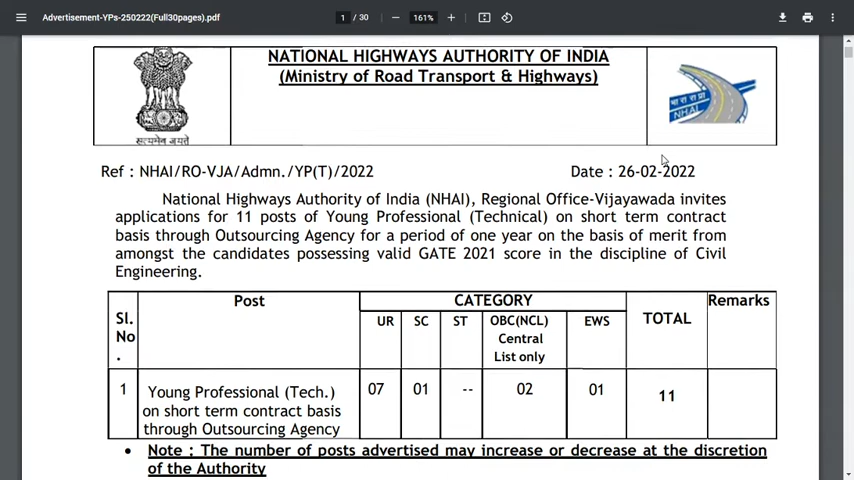 Advertisement-YPs-250222(Full30pages).pdf
1 / 30
161%
NATIONAL HIGHWAYS AUTHORITY OF INDIA
(Ministry of Road Transport & Highways)
सत्यमेव जयते
भा रा रा प्रा
NHAI
Ref : NHAI/RO-VJA/Admn./YP(T)/2022 Date : 26-02-2022
National Highways Authority of India (NHAI), Regional Office-Vijayawada invites
applications for 11 posts of Young Professional (Technical) on short term contract
basis through Outsourcing Agency for a period of one year on the basis of merit from
amongst the candidates possessing valid GATE 2021 score in the discipline of Civil
Engineering.
Sl. No . Post CATEGORY TOTAL Remarks
UR SC ST OBC(NCL) Central List only EWS
1 Young Professional (Tech.) 07 01 -- 02 01 11
on short term contract basis
through Outsourcing Agency
• Note : The number of posts advertised may increase or decrease at the discretion
of the Authority